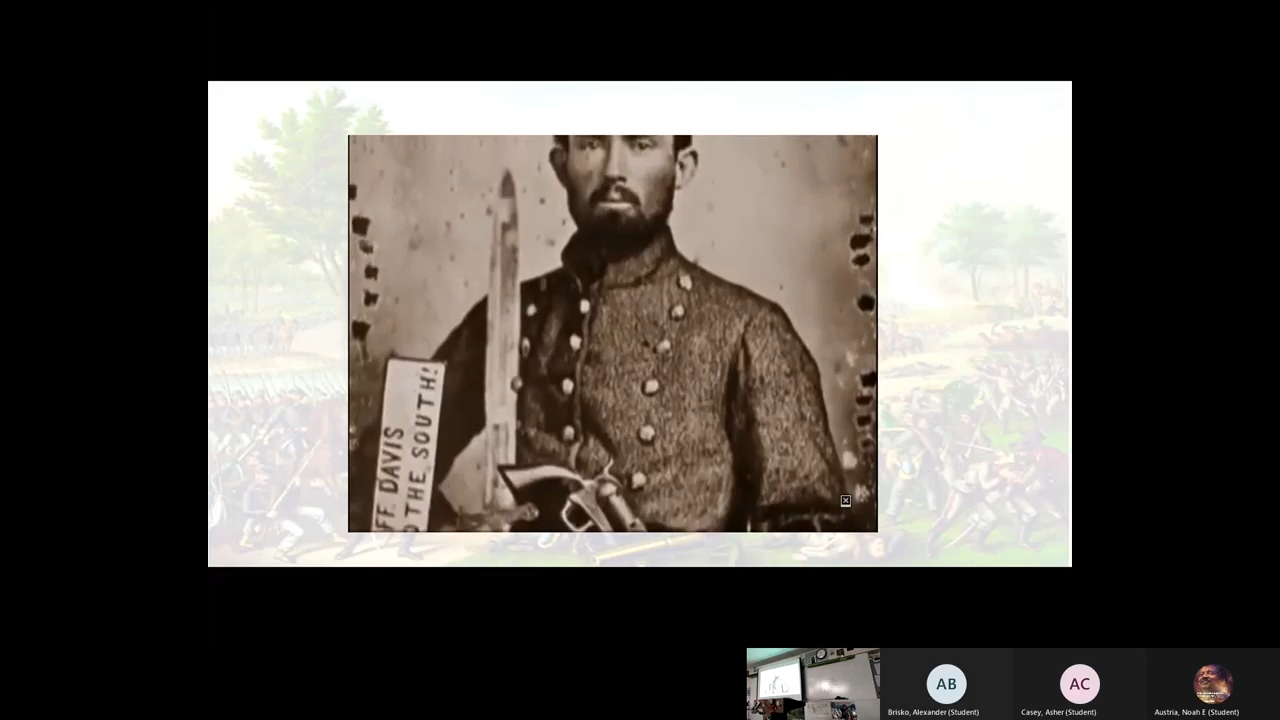 FF. DAVIS
THE SOUTH!
AB
Brisko, Alexander (Student)
AC
Casey, Asher (Student)
Austria, Noah E (Student)